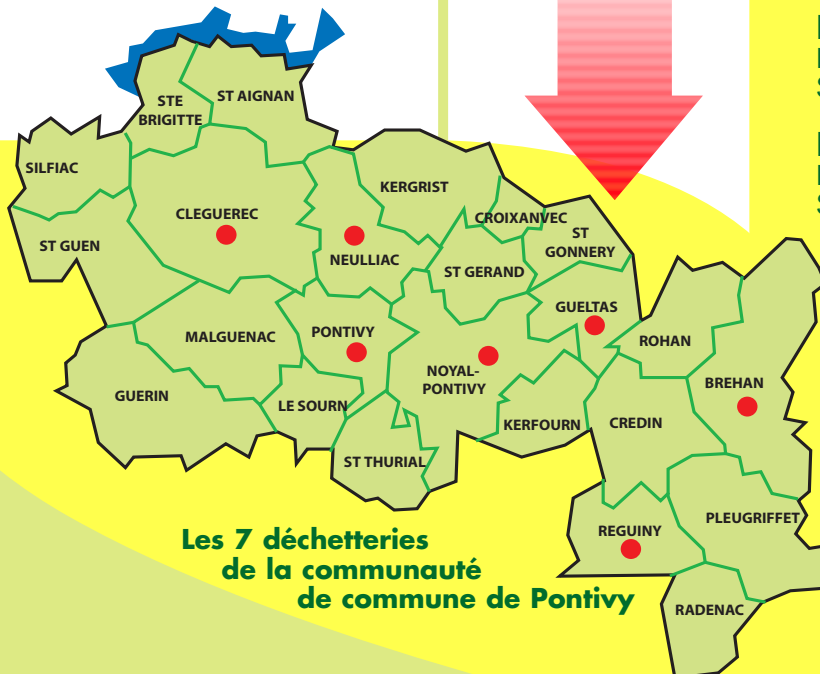 STE
BRIGITTE
ST AIGNAN
SILFIAC
KERGRIST
CLEGUEREC
CROIXANVEC
ST
GONNERY
ST GUEN
NEULLIAC
ST GERAND
GUELTAS
MALGUENAC
PONTIVY
ROHAN
NOYAL-
PONTIVY
BREHAN
GUERIN
LE SOURN
KERFOURN
CREDIN
ST THURIAL
REGUINY
PLEUGRIFFET
RADENAC
Les 7 déchetteries
de la communauté
de commune de Pontivy